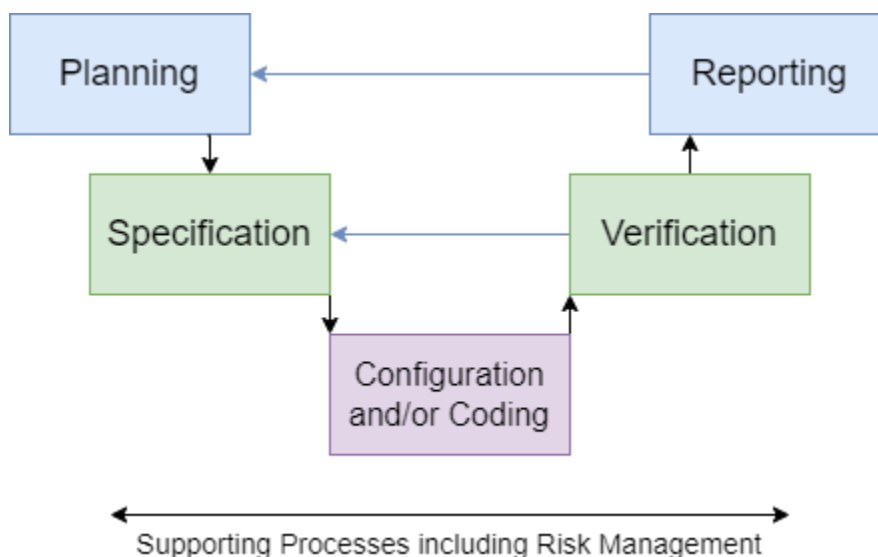 Planning
Reporting
Specification
Verification
Configuration
and/or Coding
Supporting Processes including Risk Management